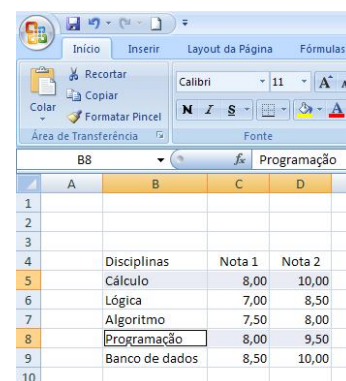 Início Inserir Layout da Página Fórmulas
Recortar
Copiar
Formatar Pincel
Colar
Calibri 11 A
N I S A
Área de Transferência Fonte
B8 fx Programação
A B C D
1
2
3
4 Disciplinas Nota 1 Nota 2
5 Cálculo 8,00 10,00
6 Lógica 7,00 8,50
7 Algoritmo 7,50 8,00
8 Programação 8,00 9,50
9 Banco de dados 8,50 10,00
10